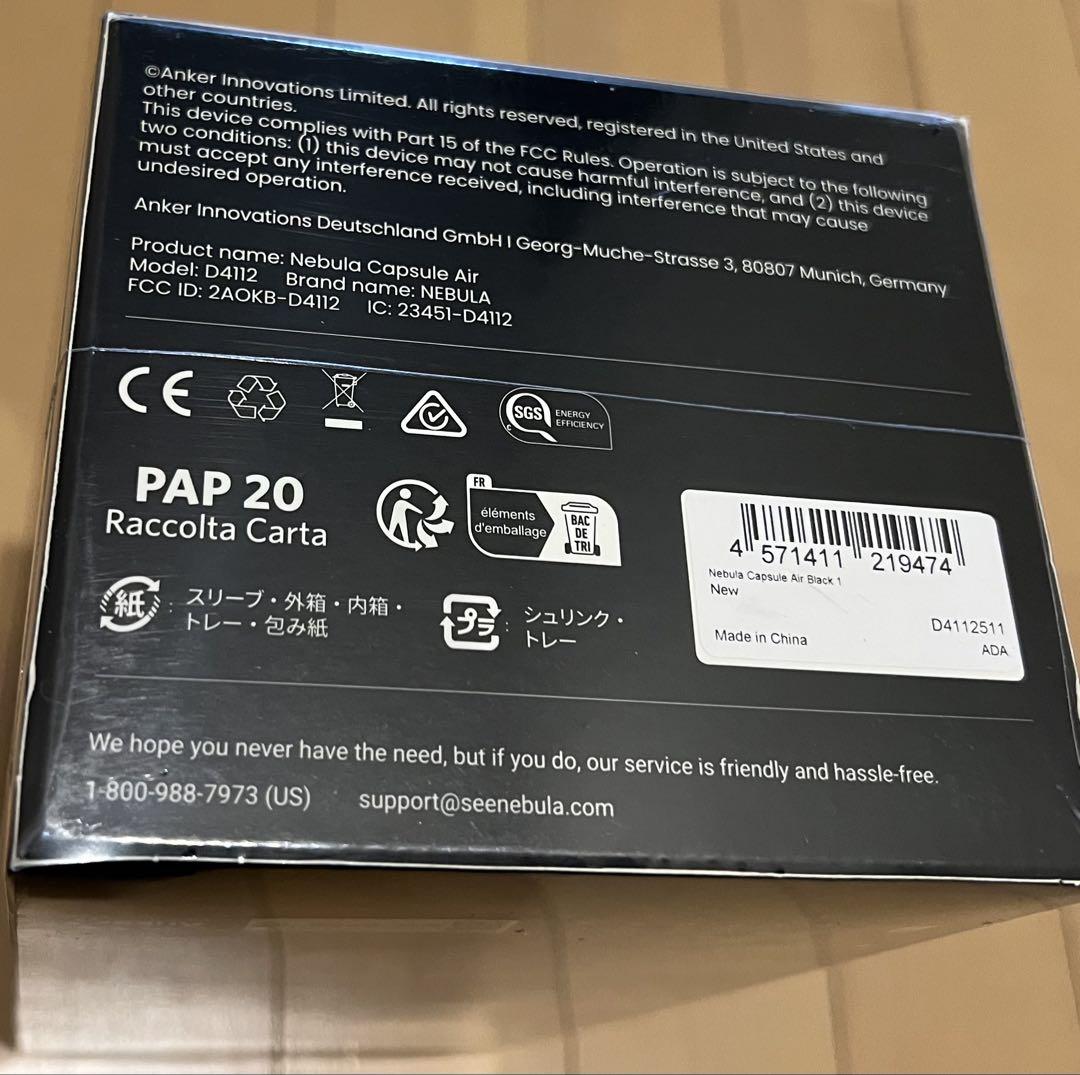 ©Anker Innovations Limited. All rights reserved, registered in the United States and
other countries.
This device complies with Part 15 of the FCC Rules. Operation is subject to the following
two conditions: (1) this device may not cause harmful interference, and (2) this device
must accept any interference received, including interference that may cause
undesired operation.
Anker Innovations Deutschland GmbH I Georg-Muche-Strasse 3, 80807 Munich, Germany
Product name: Nebula Capsule Air
Model: D4112 Brand name: NEBULA
FCC ID: 2AOKB-D4112 IC: 23451-D4112
CE
SGS
ENERGY
EFFICIENCY
C
PAP 20
Raccolta Carta
FR
éléments
d'emballage
BAC
DE
TRI
紙 : スリーブ・外箱・内箱・
トレー・包み紙
プラ : シュリンク・
トレー
4 571411 219474
Nebula Capsule Air Black 1
New
D4112511
Made in China
ADA
We hope you never have the need, but if you do, our service is friendly and hassle-free.
1-800-988-7973 (US) support@seenebula.com